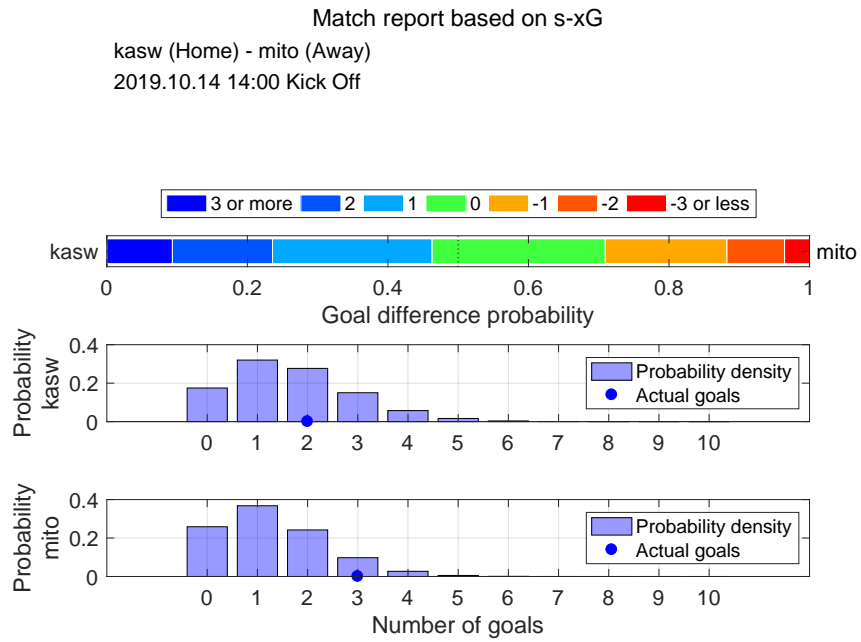 Match report based on s-xG
kasw (Home) - mito (Away)
2019.10.14 14:00 Kick Off
3 or more 2 1 0 -1 -2 -3 or less
kasw mito
0 0.2 0.4 0.6 0.8 1
Goal difference probability
Probability
kasw
0.4
0.2
0
Probability density
Actual goals
0 1 2 3 4 5 6 7 8 9 10
Probability
mito
0.4
0.2
0
Probability density
Actual goals
0 1 2 3 4 5 6 7 8 9 10
Number of goals